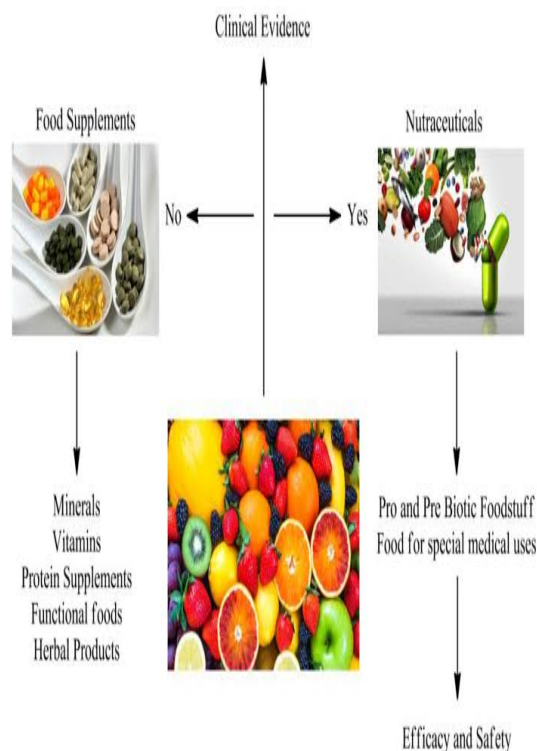 Clinical Evidence
Food Supplements
Nutraceuticals
No
Yes
Minerals
Vitamins
Protein Supplements
Functional foods
Herbal Products
Pro and Pre Biotic Foodstuff
Food for special medical uses
Efficacy and Safety